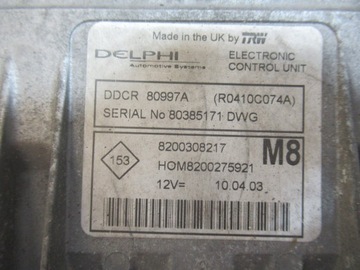 Made in the UK by TRW
DELPHI
Automotive Systems
ELECTRONIC
CONTROL UNIT
DDCR 80997A (R0410C074A)
SERIAL No 80385171 DWG
153
8200308217
M8
HOM8200275921
12V= 10.04.03